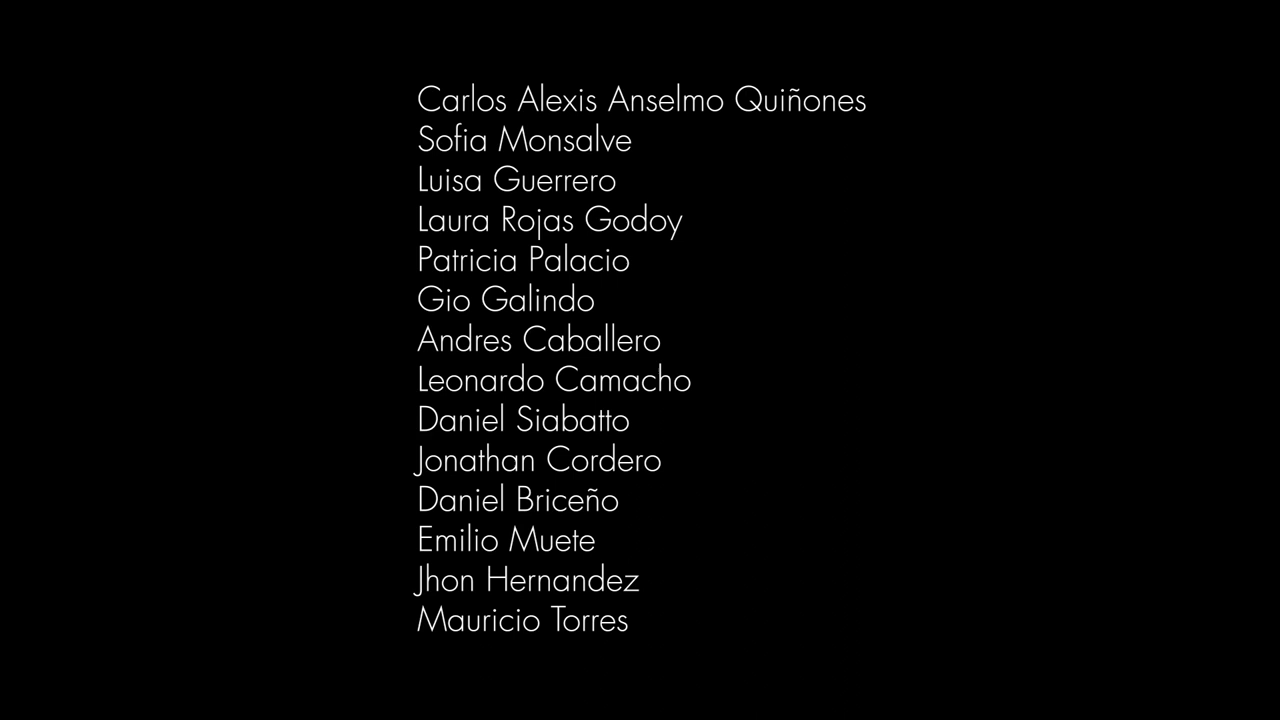 Carlos Alexis Anselmo Quiñones
Sofia Monsalve
Luisa Guerrero
Laura Rojas Godoy
Patricia Palacio
Gio Galindo
Andres Caballero
Leonardo Camacho
Daniel Siabatto
Jonathan Cordero
Daniel Briceño
Emilio Muete
Jhon Hernandez
Mauricio Torres